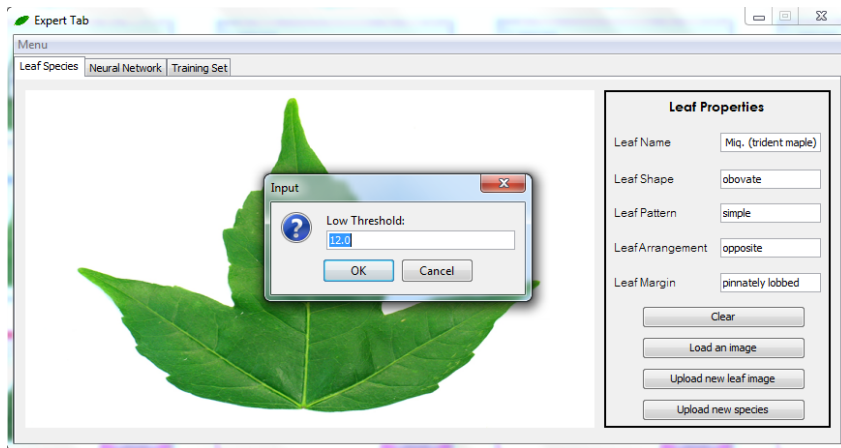 Expert Tab
Menu
Leaf Species Neural Network Training Set
Leaf Properties
Leaf Name Miq. (trident maple)
Leaf Shape obovate
Leaf Pattern simple
Leaf Arrangement opposite
Leaf Margin pinnately lobbed
Clear
Load an image
Upload new leaf image
Upload new species
Input
Low Threshold:
12.0
OK Cancel